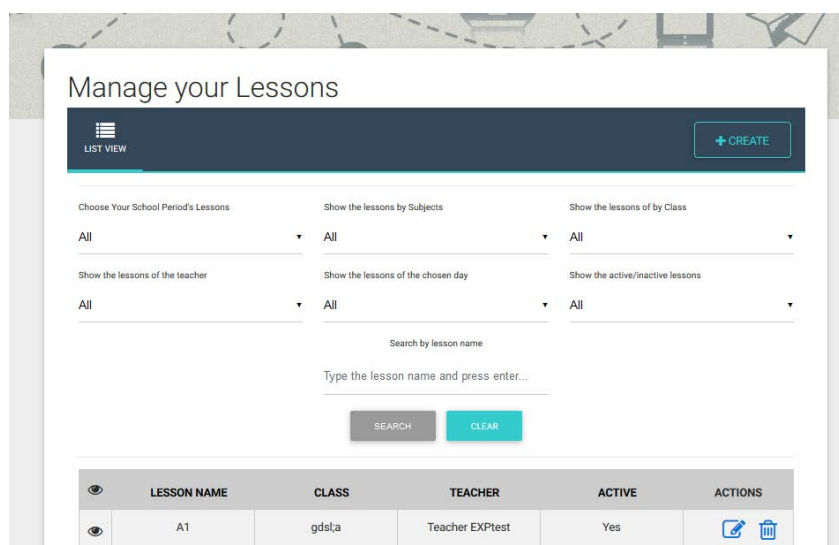 Manage your Lessons
LIST VIEW
+ CREATE
Choose Your School Period's Lessons Show the lessons by Subjects Show the lessons of by Class
All All All
Show the lessons of the teacher Show the lessons of the chosen day Show the active/inactive lessons
All All All
Search by lesson name
Type the lesson name and press enter...
SEARCH CLEAR
LESSON NAME CLASS TEACHER ACTIVE ACTIONS
A1 gdsl;a Teacher EXPtest Yes